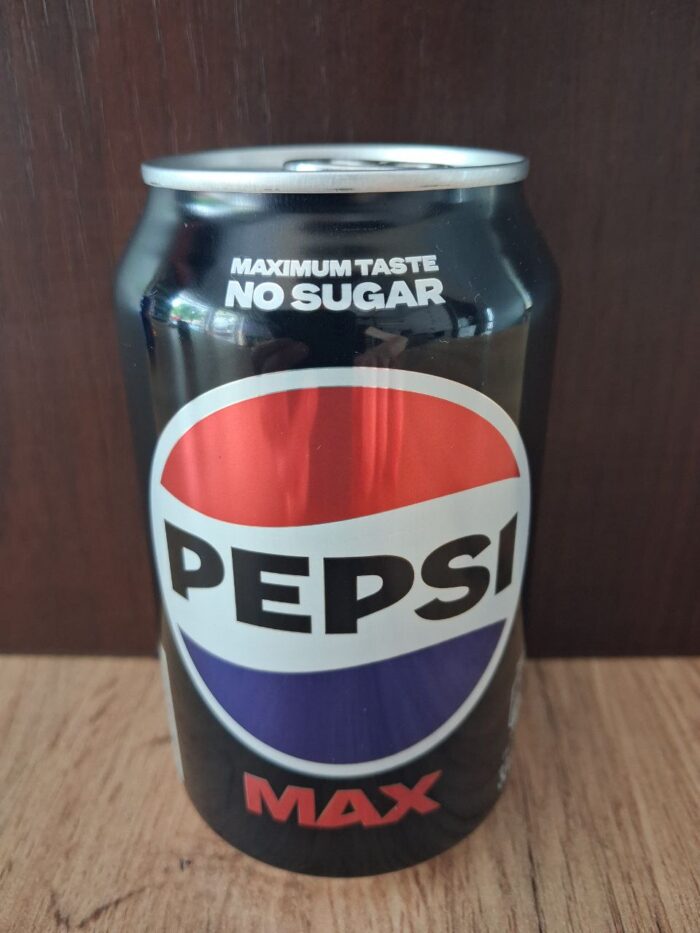 MAXIMUM TASTE
NO SUGAR
PEPSI
MAX